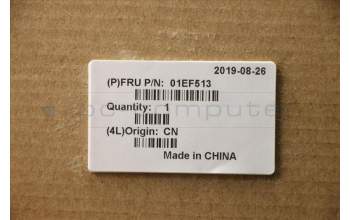 2019-08-26
(P)FRU P/N: 01EF513
Quantity: 1
(4L)Origin: CN
Made in CHINA